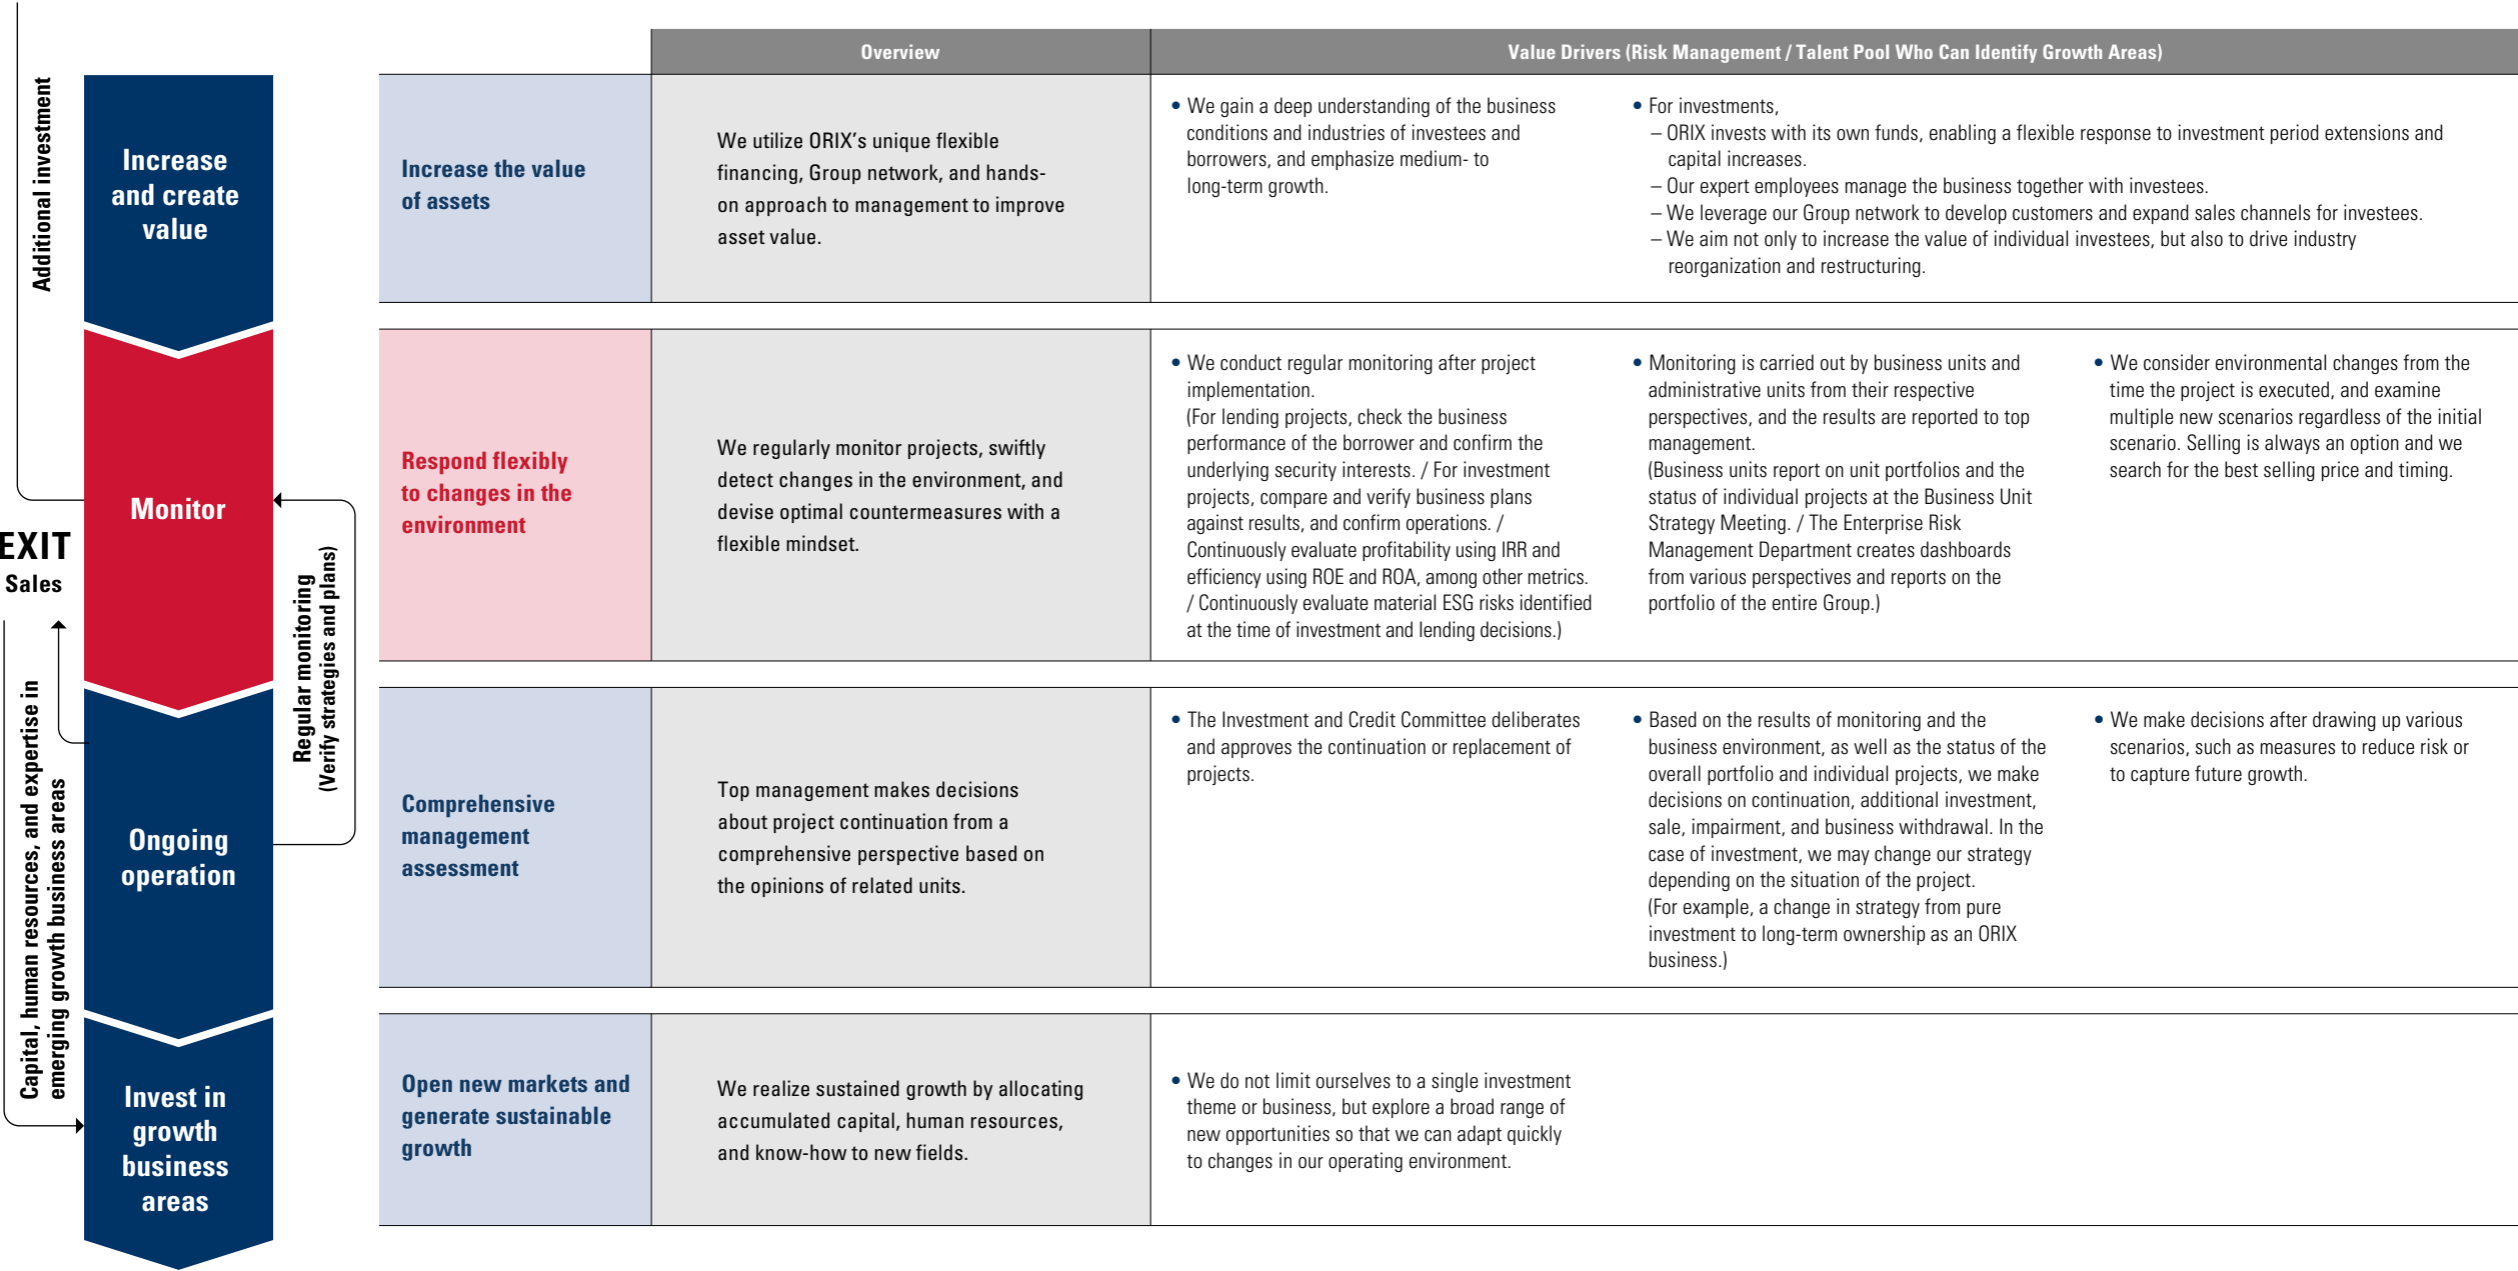 Overview
Value Drivers (Risk Management / Talent Pool Who Can Identify Growth Areas)
Additional investment
Increase
and create
value
Increase the value
of assets
We utilize ORIX’s unique flexible
financing, Group network, and hands-
on approach to management to improve
asset value.
• We gain a deep understanding of the business
conditions and industries of investees and
borrowers, and emphasize medium- to
long-term growth.
• For investments,
– ORIX invests with its own funds, enabling a flexible response to investment period extensions and
capital increases.
– Our expert employees manage the business together with investees.
– We leverage our Group network to develop customers and expand sales channels for investees.
– We aim not only to increase the value of individual investees, but also to drive industry
reorganization and restructuring.
Monitor
EXIT
Sales
Regular monitoring
(Verify strategies and plans)
Respond flexibly
to changes in the
environment
We regularly monitor projects, swiftly
detect changes in the environment, and
devise optimal countermeasures with a
flexible mindset.
• We conduct regular monitoring after project
implementation.
(For lending projects, check the business
performance of the borrower and confirm the
underlying security interests. / For investment
projects, compare and verify business plans
against results, and confirm operations. /
Continuously evaluate profitability using IRR and
efficiency using ROE and ROA, among other metrics.
/ Continuously evaluate material ESG risks identified
at the time of investment and lending decisions.)
• Monitoring is carried out by business units and
administrative units from their respective
perspectives, and the results are reported to top
management.
(Business units report on unit portfolios and the
status of individual projects at the Business Unit
Strategy Meeting. / The Enterprise Risk
Management Department creates dashboards
from various perspectives and reports on the
portfolio of the entire Group.)
• We consider environmental changes from the
time the project is executed, and examine
multiple new scenarios regardless of the initial
scenario. Selling is always an option and we
search for the best selling price and timing.
Capital, human resources, and expertise in
emerging growth business areas
Ongoing
operation
Comprehensive
management
assessment
Top management makes decisions
about project continuation from a
comprehensive perspective based on
the opinions of related units.
• The Investment and Credit Committee deliberates
and approves the continuation or replacement of
projects.
• Based on the results of monitoring and the
business environment, as well as the status of the
overall portfolio and individual projects, we make
decisions on continuation, additional investment,
sale, impairment, and business withdrawal. In the
case of investment, we may change our strategy
depending on the situation of the project.
(For example, a change in strategy from pure
investment to long-term ownership as an ORIX
business.)
• We make decisions after drawing up various
scenarios, such as measures to reduce risk or
to capture future growth.
Invest in
growth
business
areas
Open new markets and
generate sustainable
growth
We realize sustained growth by allocating
accumulated capital, human resources,
and know-how to new fields.
• We do not limit ourselves to a single investment
theme or business, but explore a broad range of
new opportunities so that we can adapt quickly
to changes in our operating environment.